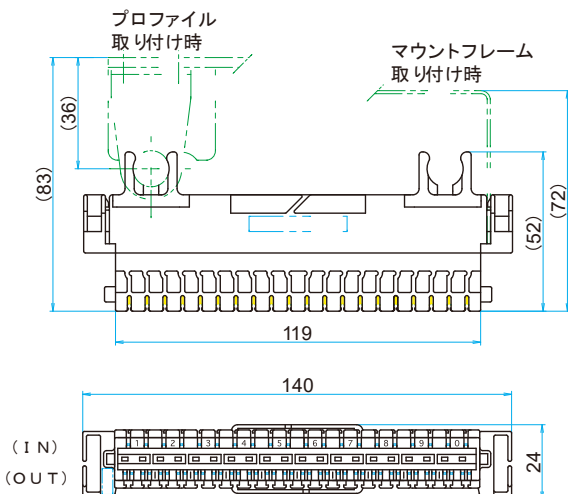 プロファイル
取り付け時
マウントフレーム
取り付け時
(36)
(83)
(52)
(72)
119
140
(IN)
(OUT)
1 2 3 4 5 6 7 8 9 0
24